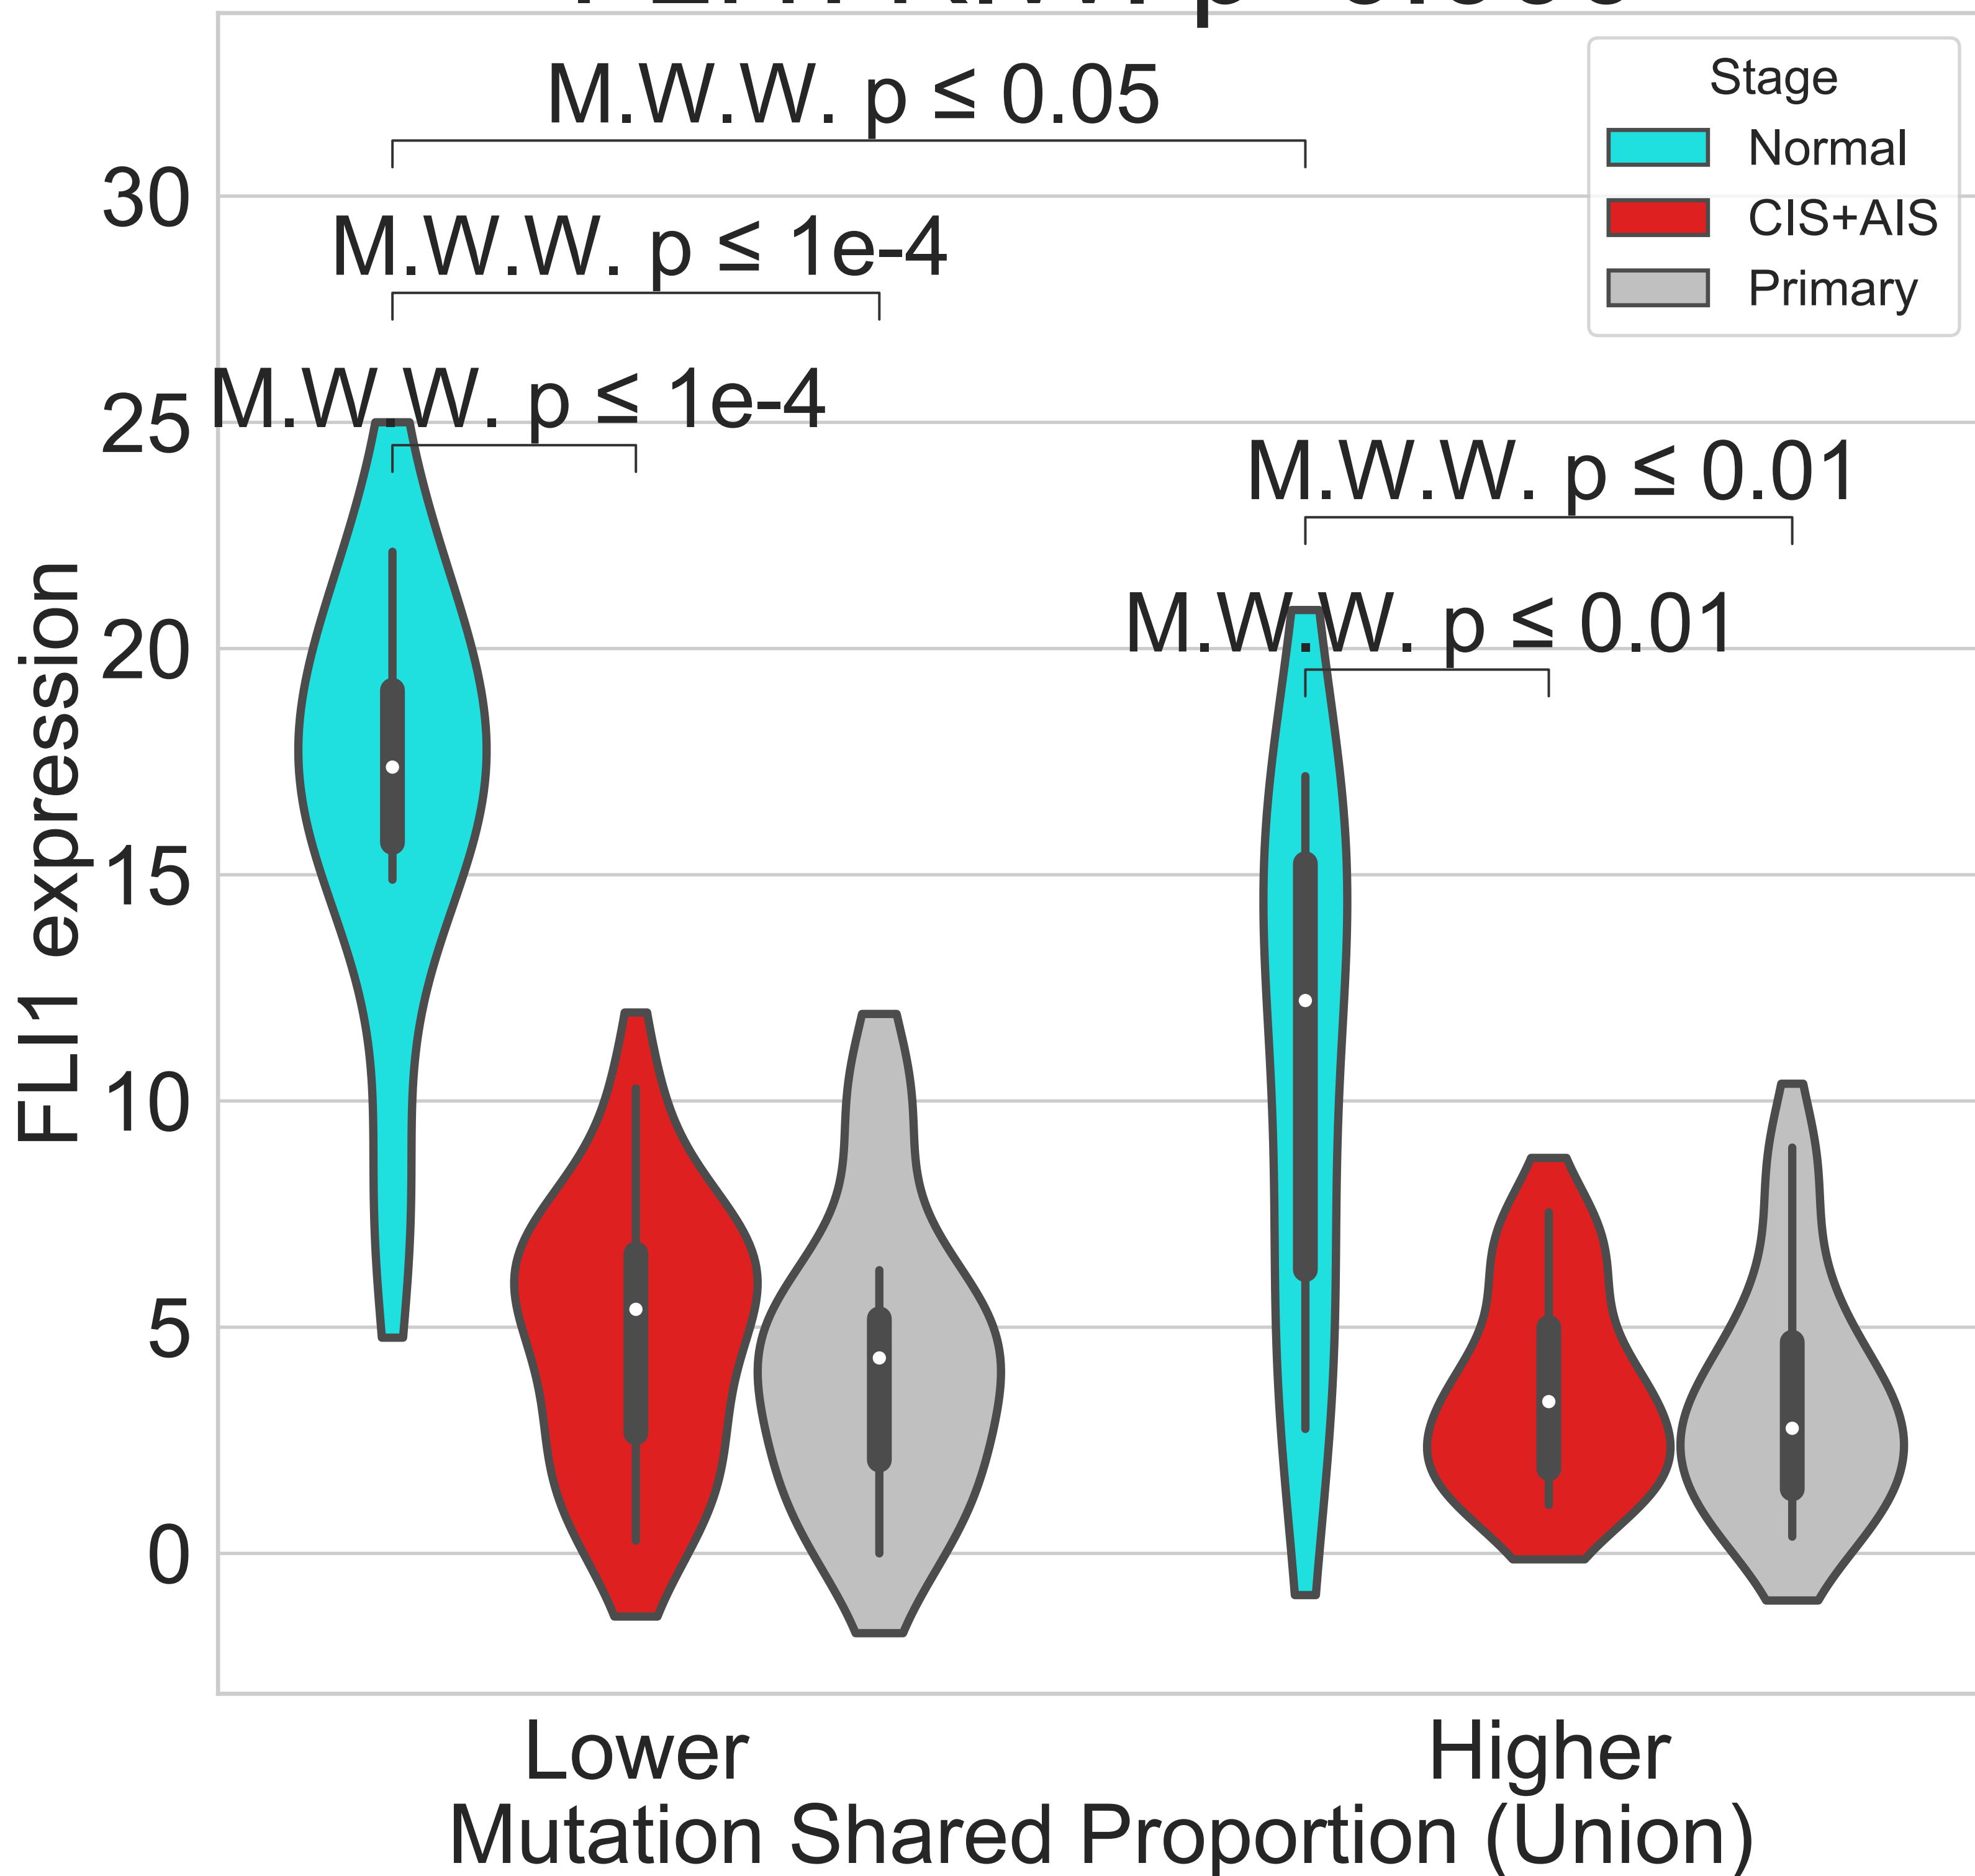 M.W.W. p ≤ 0.05
Stage
Normal
CIS+AIS
Primary
30
M.W.W. p ≤ 1e-4
25
M.W.W. p ≤ 1e-4
M.W.W. p ≤ 0.01
20
M.W.W. p ≤ 0.01
15
10
5
0
FLI1 expression
Lower
Higher
Mutation Shared Proportion (Union)